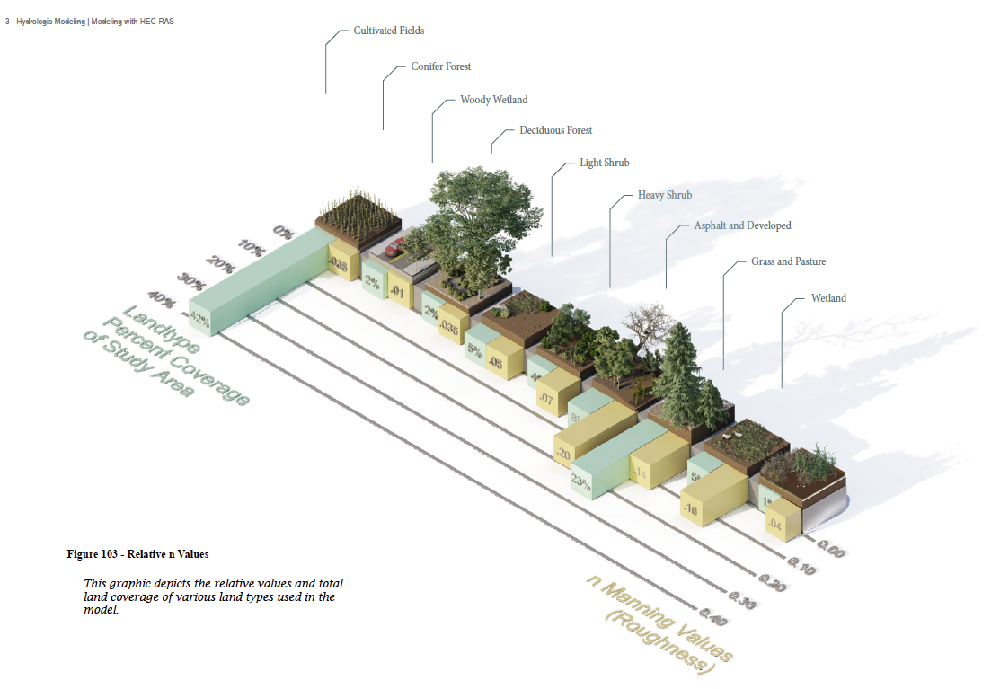 3 - Hydrologic Modeling | Modeling with HEC-RAS
Cultivated Fields
Conifer Forest
Woody Wetland
Deciduous Forest
Light Shrub
Heavy Shrub
Asphalt and Developed
Grass and Pasture
Wetland
0%
10%
20%
30%
40%
42%
.035
2%
.01
2%
.035
5%
.05
.07
8%
.20
23%
.14
.16
.04
Landtype
Percent Coverage
of Study Area
0.00
0.10
0.20
0.30
0.40
n Manning Values
(Roughness)
Figure 103 - Relative n Values
This graphic depicts the relative values and total
land coverage of various land types used in the
model.